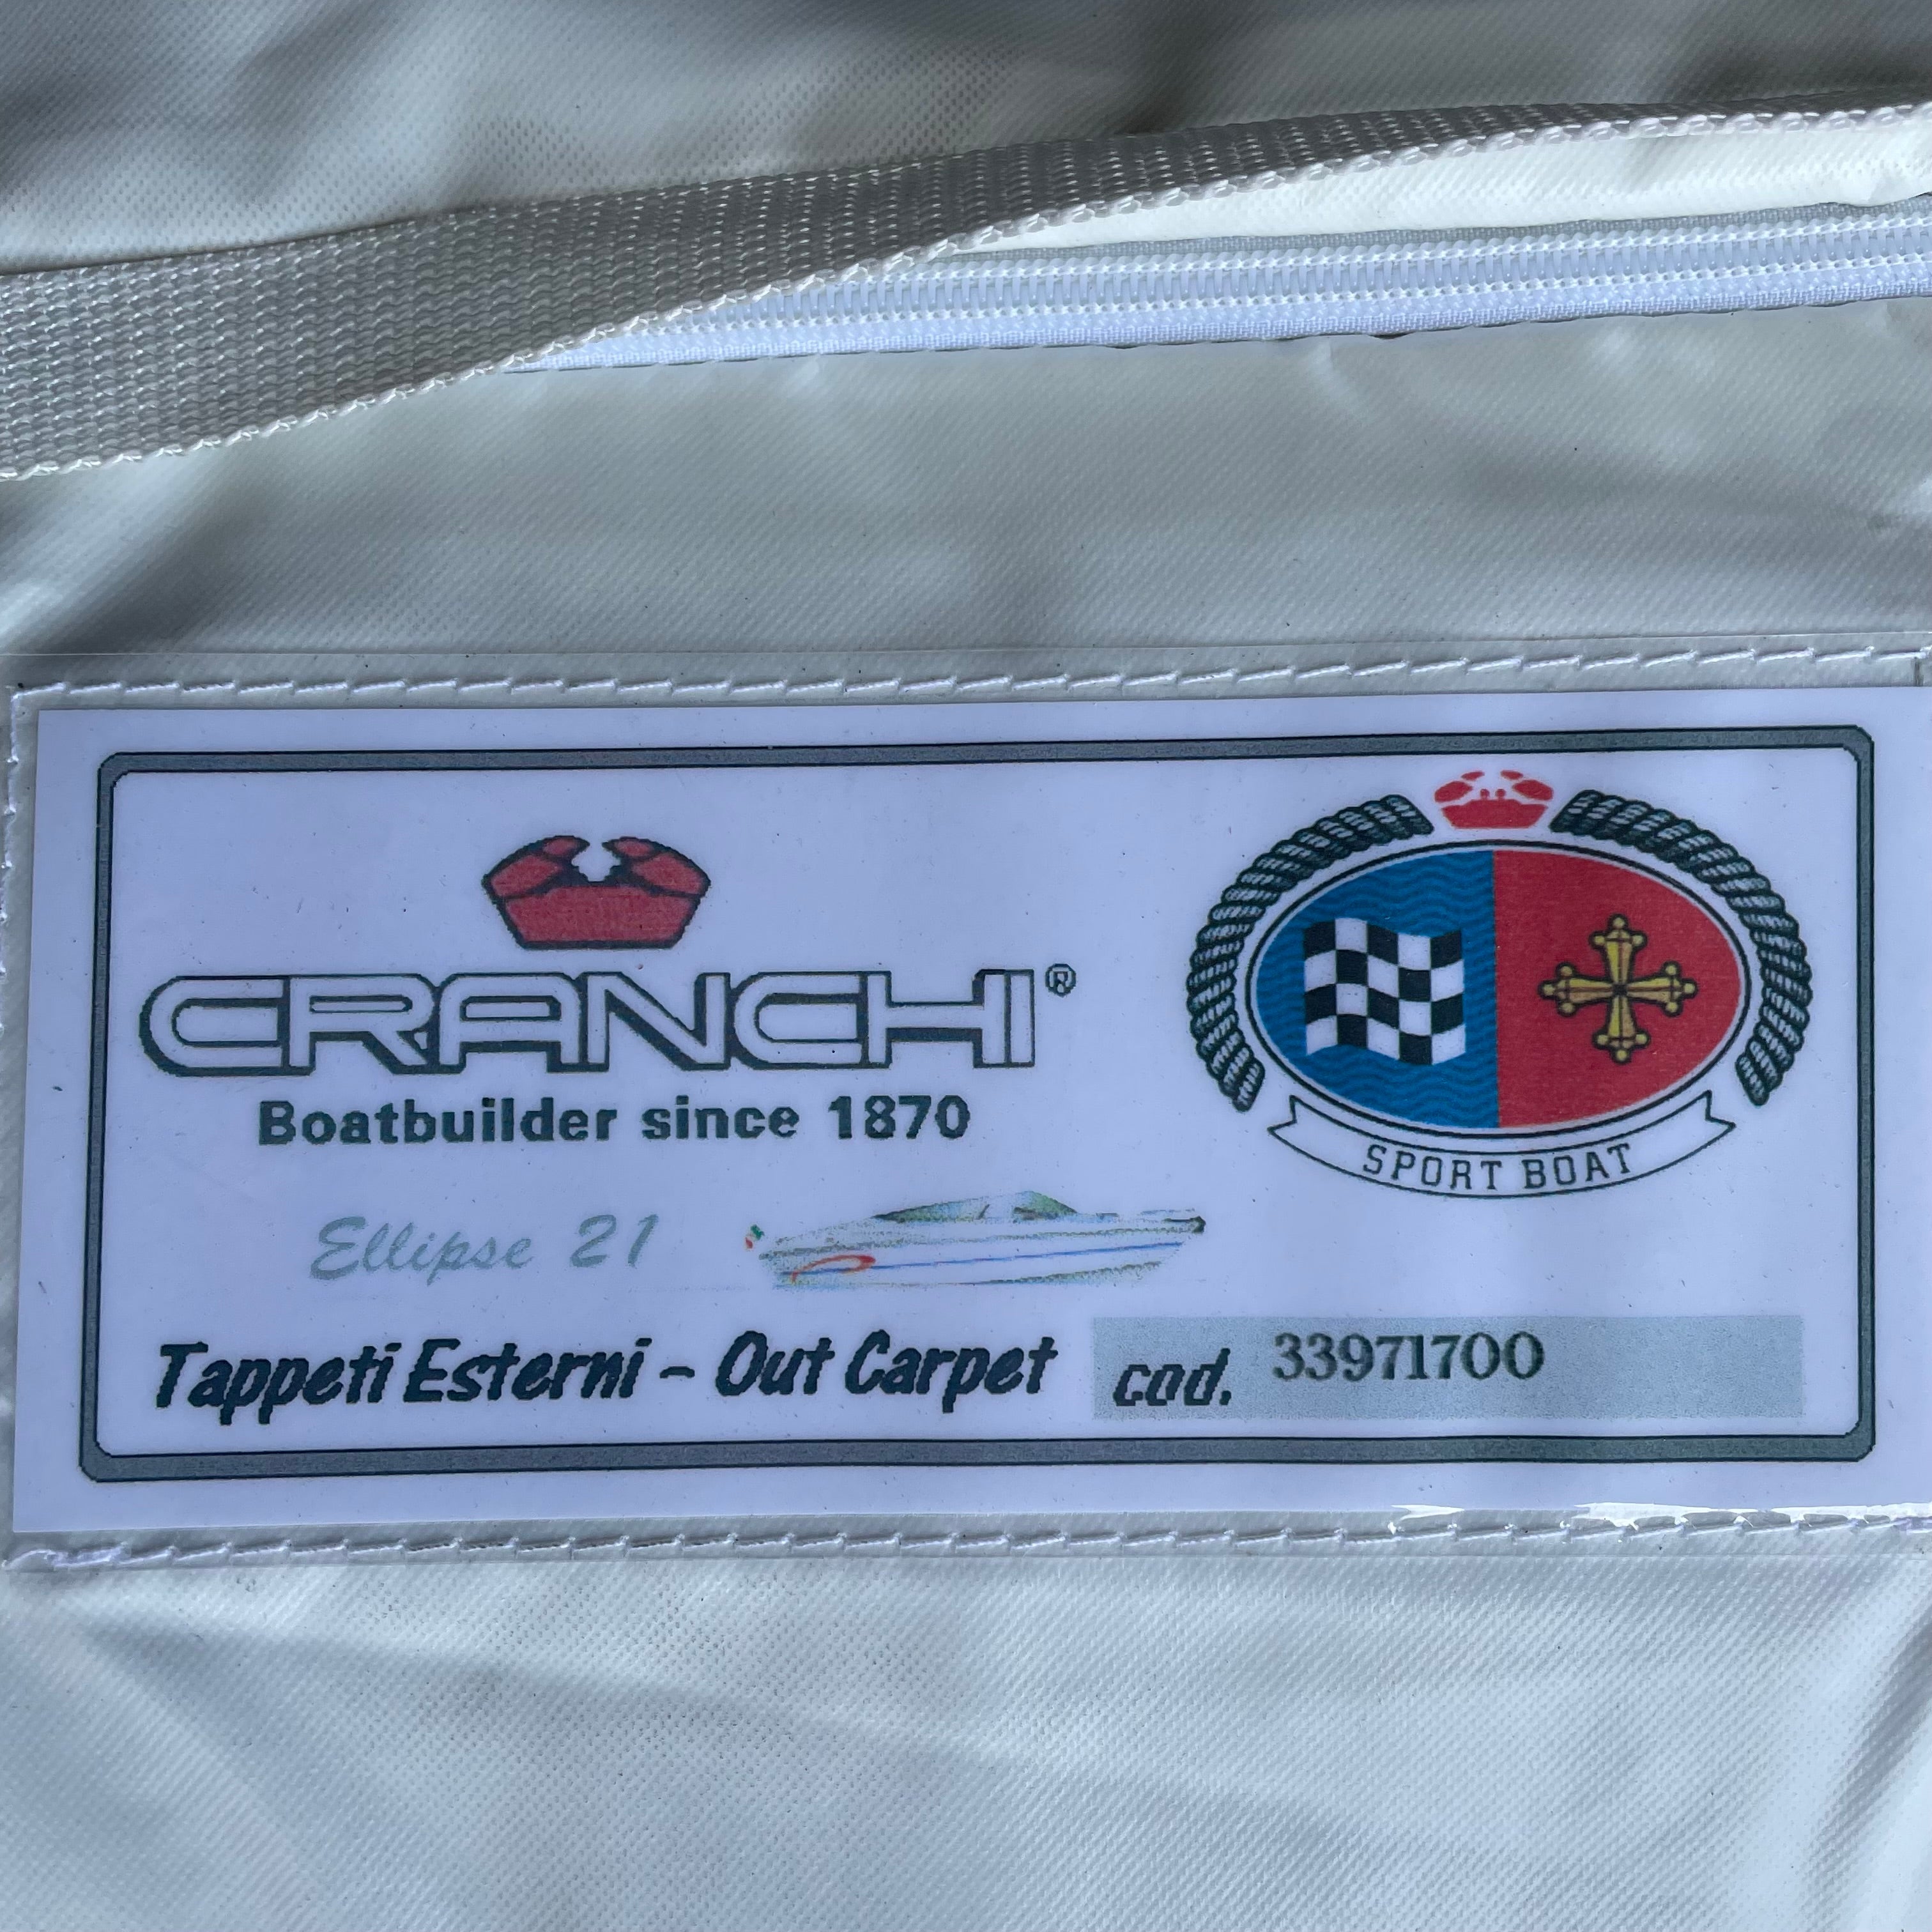 CRANCHI®
Boatbuilder since 1870
SPORT BOAT
Ellipse 21
Tappeti Esterni - Out Carpet cod. 33971700